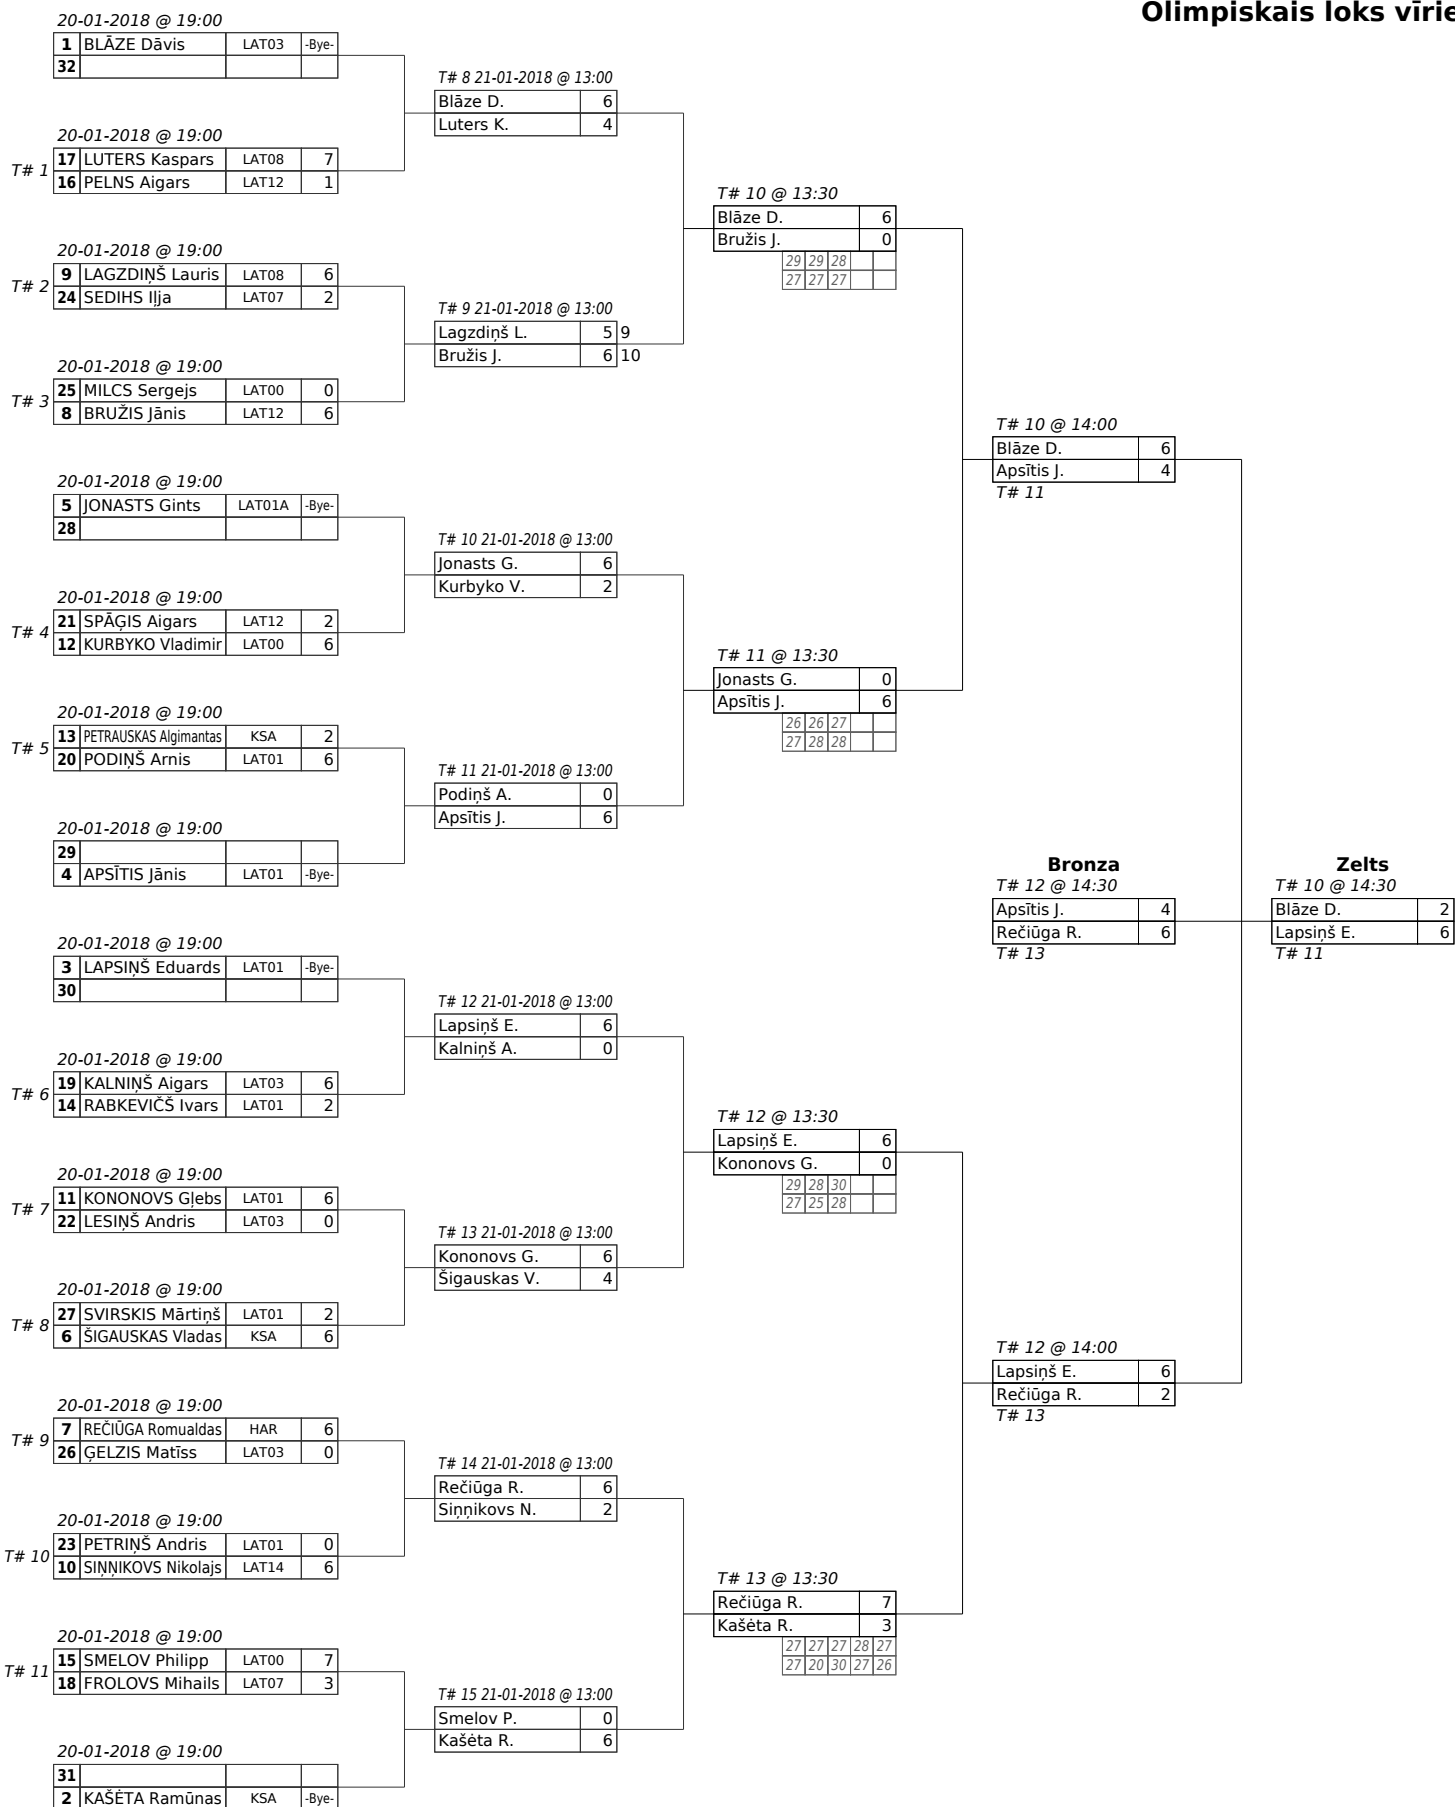 Olimpiskais loks vīrie
20-01-2018 @ 19:00
1 BLĀZE Dāvis LAT03 -Bye-
32
20-01-2018 @ 19:00
T# 1
17 LUTERS Kaspars LAT08 7
16 PELNS Aigars LAT12 1
20-01-2018 @ 19:00
T# 2
9 LAGZDIŅŠ Lauris LAT08 6
24 SEDIHS Iļja LAT07 2
20-01-2018 @ 19:00
T# 3
25 MILCS Sergejs LAT00 0
8 BRUŽIS Jānis LAT12 6
20-01-2018 @ 19:00
5 JONASTS Gints LAT01A -Bye-
28
20-01-2018 @ 19:00
T# 4
21 SPĀĢIS Aigars LAT12 2
12 KURBYKO Vladimir LAT00 6
20-01-2018 @ 19:00
T# 5
13 PETRAUSKAS Algimantas KSA 2
20 PODIŅŠ Arnis LAT01 6
20-01-2018 @ 19:00
29
4 APSĪTIS Jānis LAT01 -Bye-
20-01-2018 @ 19:00
3 LAPSIŅŠ Eduards LAT01 -Bye-
30
20-01-2018 @ 19:00
T# 6
19 KALNIŅŠ Aigars LAT03 6
14 RABKEVIČŠ Ivars LAT01 2
20-01-2018 @ 19:00
T# 7
11 KONONOVS Gļebs LAT01 6
22 LESIŅŠ Andris LAT03 0
20-01-2018 @ 19:00
T# 8
27 SVIRSKIS Mārtiņš LAT01 2
6 ŠIGAUSKAS Vladas KSA 6
20-01-2018 @ 19:00
T# 9
7 REČIŪGA Romualdas HAR 6
26 ĢELZIS Matīss LAT03 0
20-01-2018 @ 19:00
T# 10
23 PETRIŅŠ Andris LAT01 0
10 SIŅŅIKOVS Nikolajs LAT14 6
20-01-2018 @ 19:00
T# 11
15 SMELOV Philipp LAT00 7
18 FROLOVS Mihails LAT07 3
20-01-2018 @ 19:00
31
2 KAŠĖTA Ramūnas KSA -Bye-
T# 8 21-01-2018 @ 13:00
Blāze D. 6
Luters K. 4
T# 9 21-01-2018 @ 13:00
Lagzdiņš L. 5 9
Bružis J. 6 10
T# 10 21-01-2018 @ 13:00
Jonasts G. 6
Kurbyko V. 2
T# 11 21-01-2018 @ 13:00
Podiņš A. 0
Apsītis J. 6
T# 12 21-01-2018 @ 13:00
Lapsiņš E. 6
Kalniņš A. 0
T# 13 21-01-2018 @ 13:00
Kononovs G. 6
Šigauskas V. 4
T# 14 21-01-2018 @ 13:00
Rečiūga R. 6
Siņņikovs N. 2
T# 15 21-01-2018 @ 13:00
Smelov P. 0
Kašėta R. 6
T# 10 @ 13:30
Blāze D. 6
Bružis J. 0
29 29 28
27 27 27
T# 11 @ 13:30
Jonasts G. 0
Apsītis J. 6
26 26 27
27 28 28
T# 12 @ 13:30
Lapsiņš E. 6
Kononovs G. 0
29 28 30
27 25 28
T# 13 @ 13:30
Rečiūga R. 7
Kašėta R. 3
27 27 27 28 27
27 20 30 27 26
T# 10 @ 14:00
Blāze D. 6
Apsītis J. 4
T# 11
Bronza
T# 12 @ 14:30
Apsītis J. 4
Rečiūga R. 6
T# 13
T# 12 @ 14:00
Lapsiņš E. 6
Rečiūga R. 2
T# 13
Zelts
T# 10 @ 14:30
Blāze D. 2
Lapsiņš E. 6
T# 11